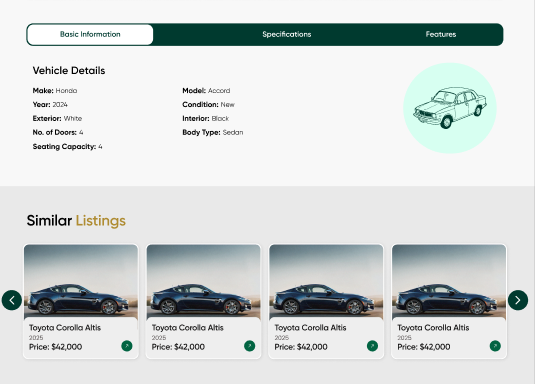 Basic Information Specifications Features
Vehicle Details
Make: Honda Model: Accord
Year: 2024 Condition: New
Exterior: White Interior: Black
No. of Doors: 4 Body Type: Sedan
Seating Capacity: 4
Similar Listings
Toyota Corolla Altis Toyota Corolla Altis Toyota Corolla Altis Toyota Corolla Altis
2025 2025 2025 2025
Price: $42,000 Price: $42,000 Price: $42,000 Price: $42,000